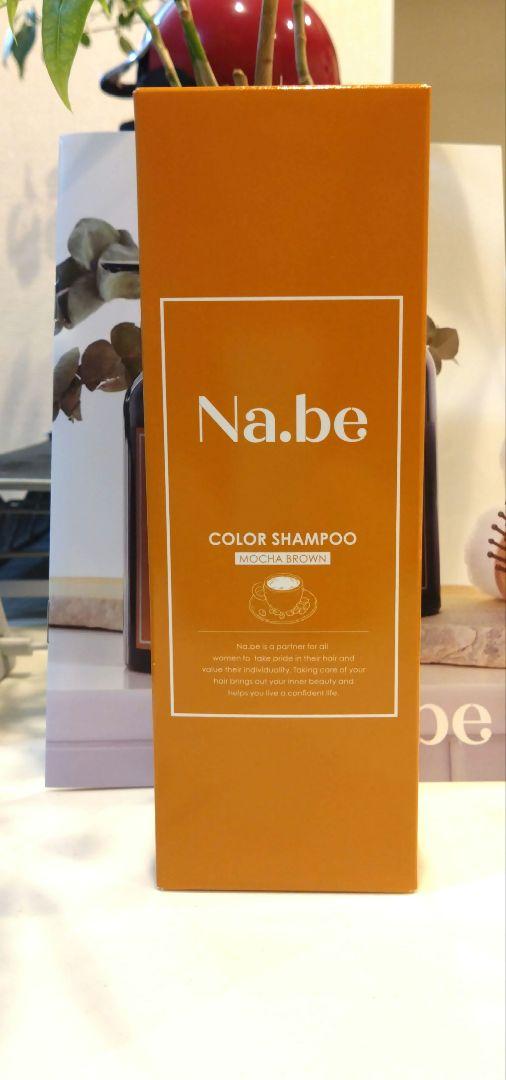 Na.be
COLOR SHAMPOO
MOCHA BROWN
Na.be is a partner for all
women to take pride in their hair and
value their individuality. Taking care of your
hair brings out your inner beauty and
helps you live a confident life.
be